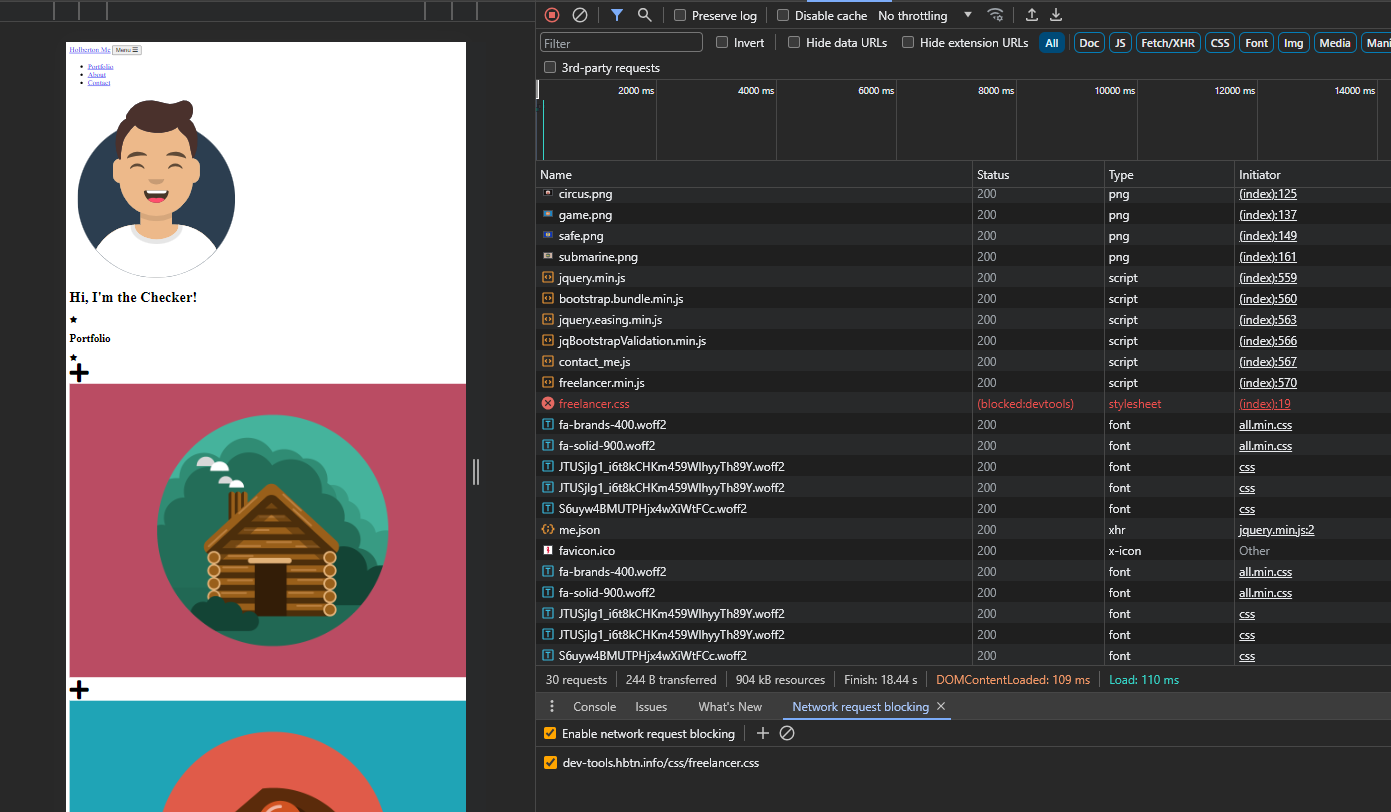 Holberton Me Menu ☰
Portfolio
About
Contact
Hi, I'm the Checker!
Portfolio
Preserve log Disable cache No throttling
Filter Invert Hide data URLs Hide extension URLs All Doc JS Fetch/XHR CSS Font Img Media Mani
3rd-party requests
2000 ms 4000 ms 6000 ms 8000 ms 10000 ms 12000 ms 14000 ms
Name Status Type Initiator
circus.png 200 png (index):125
game.png 200 png (index):137
safe.png 200 png (index):149
submarine.png 200 png (index):161
jquery.min.js 200 script (index):559
bootstrap.bundle.min.js 200 script (index):560
jquery.easing.min.js 200 script (index):563
jqBootstrapValidation.min.js 200 script (index):566
contact_me.js 200 script (index):567
freelancer.min.js 200 script (index):570
freelancer.css (blocked:devtools) stylesheet (index):19
fa-brands-400.woff2 200 font all.min.css
fa-solid-900.woff2 200 font all.min.css
JTUSjIg1_i6t8kCHKm459WlhyyTh89Y.woff2 200 font css
JTUSjIg1_i6t8kCHKm459WlhyyTh89Y.woff2 200 font css
S6uyw4BMUTPHjx4wXiWtFCc.woff2 200 font css
me.json 200 xhr jquery.min.js:2
favicon.ico 200 x-icon Other
fa-brands-400.woff2 200 font all.min.css
fa-solid-900.woff2 200 font all.min.css
JTUSjIg1_i6t8kCHKm459WlhyyTh89Y.woff2 200 font css
JTUSjIg1_i6t8kCHKm459WlhyyTh89Y.woff2 200 font css
S6uyw4BMUTPHjx4wXiWtFCc.woff2 200 font css
30 requests 244 B transferred 904 kB resources Finish: 18.44 s DOMContentLoaded: 109 ms Load: 110 ms
Console Issues What's New Network request blocking
Enable network request blocking
dev-tools.hbtn.info/css/freelancer.css